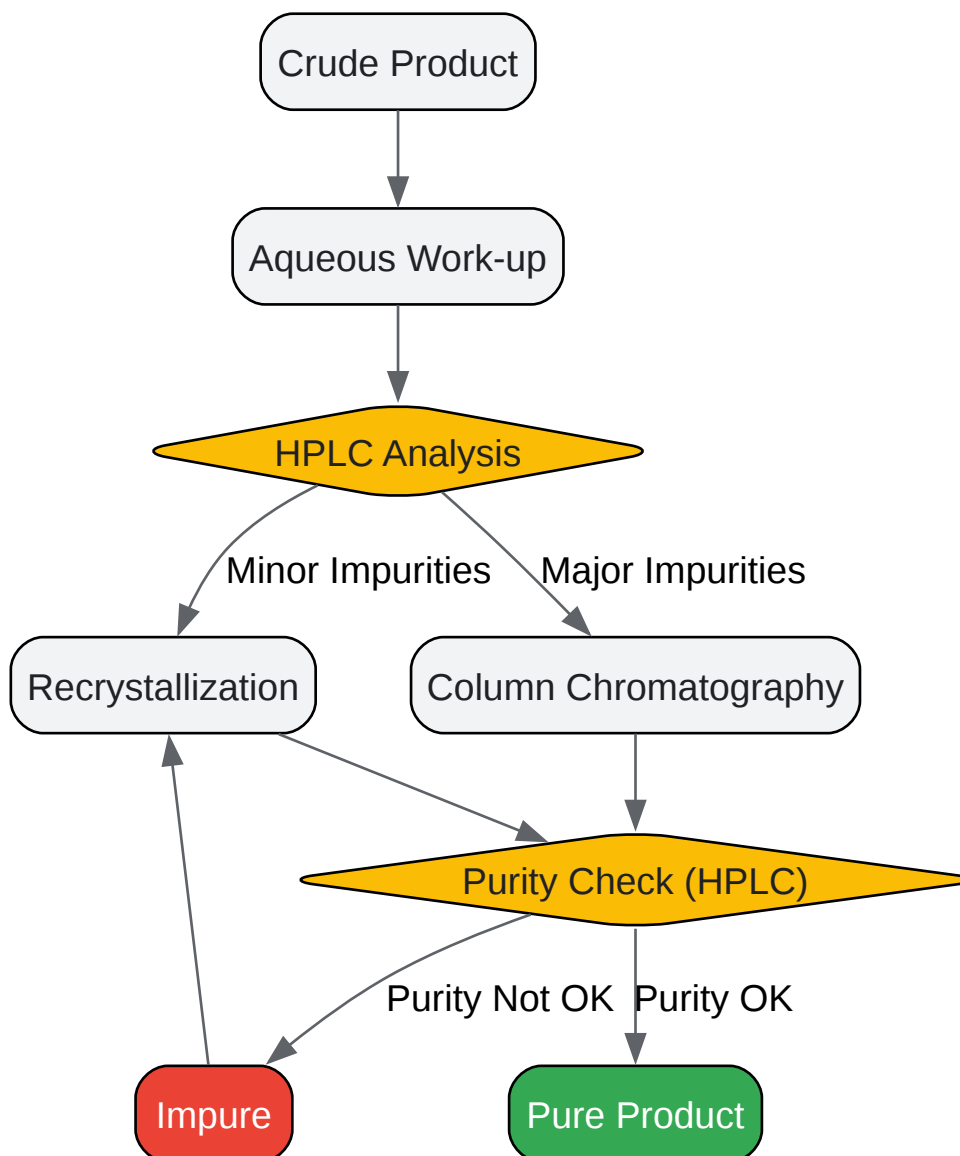 Crude Product
Aqueous Work-up
HPLC Analysis
Minor Impurities
Major Impurities
Recrystallization
Column Chromatography
Purity Check (HPLC)
Purity Not OK
Purity OK
Impure
Pure Product